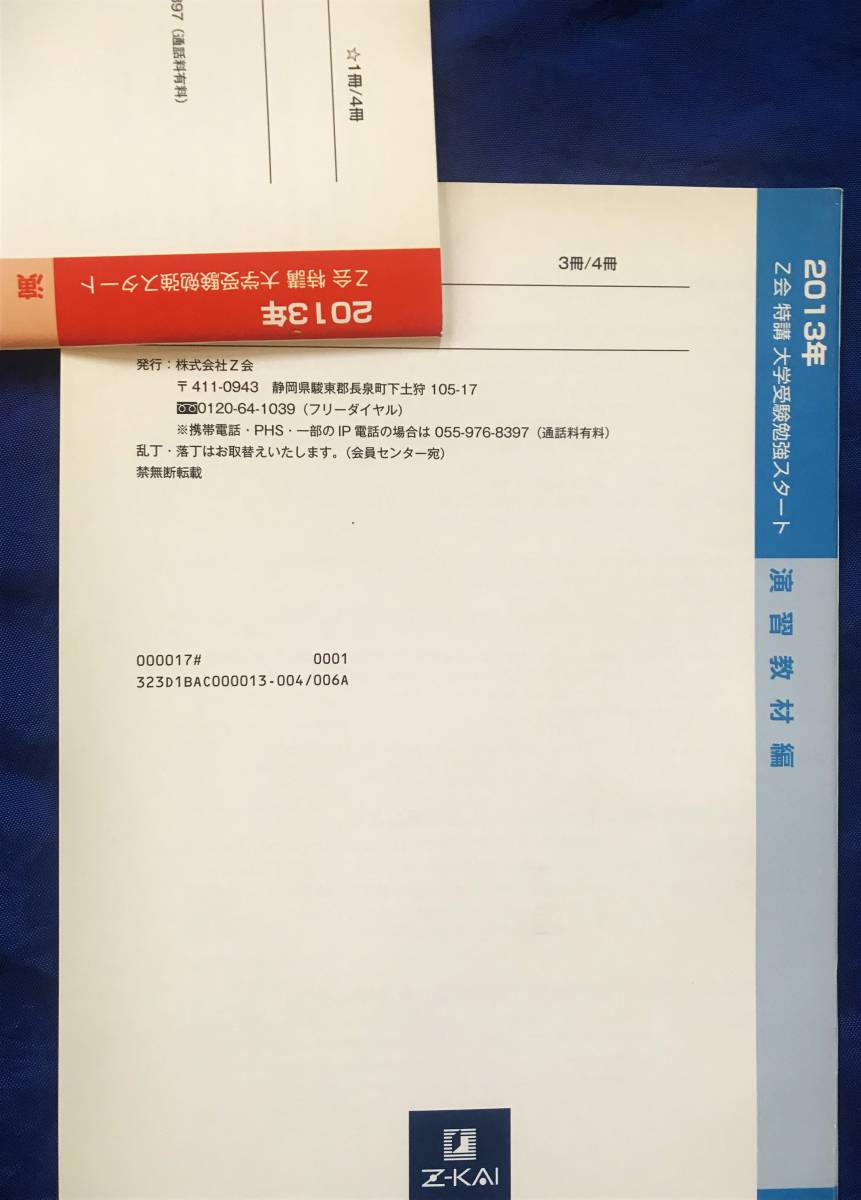 397（通話料有料）
☆1冊/4冊
2013年
Z会 特講 大学受験勉強スタート
演
3冊/4冊
発行：株式会社Z会
〒411-0943　静岡県駿東郡長泉町下土狩 105-17
0120-64-1039（フリーダイヤル）
※携帯電話・PHS・一部のIP電話の場合は 055-976-8397（通話料有料）
乱丁・落丁はお取替えいたします。（会員センター宛）
禁無断転載
000017#　0001
323D1BAC000013-004/006A
2013年
Z会 特講 大学受験勉強スタート
演習教材編
Z-KAI